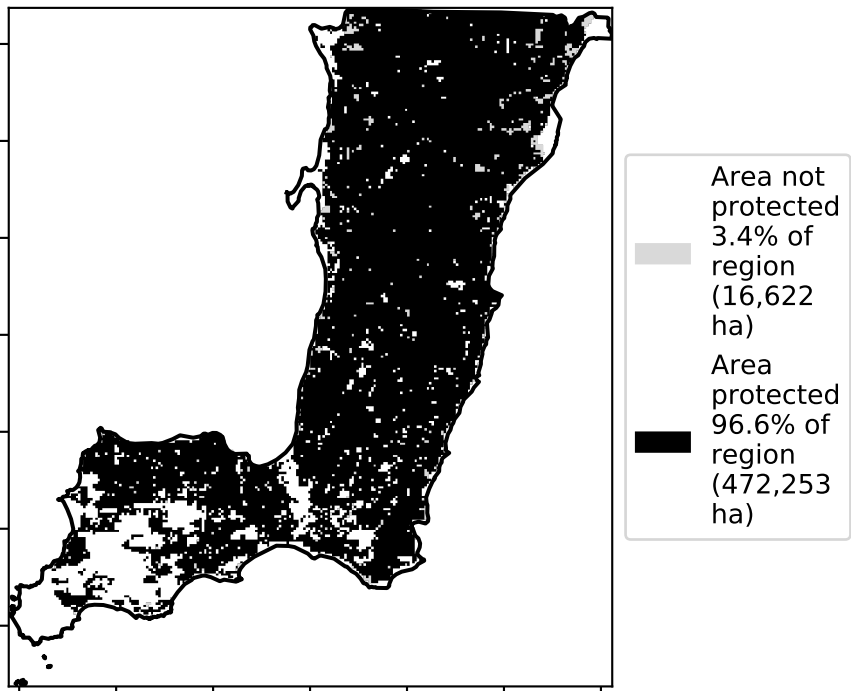 Area not
protected
3.4% of
region
(16,622
ha)
Area
protected
96.6% of
region
(472,253
ha)